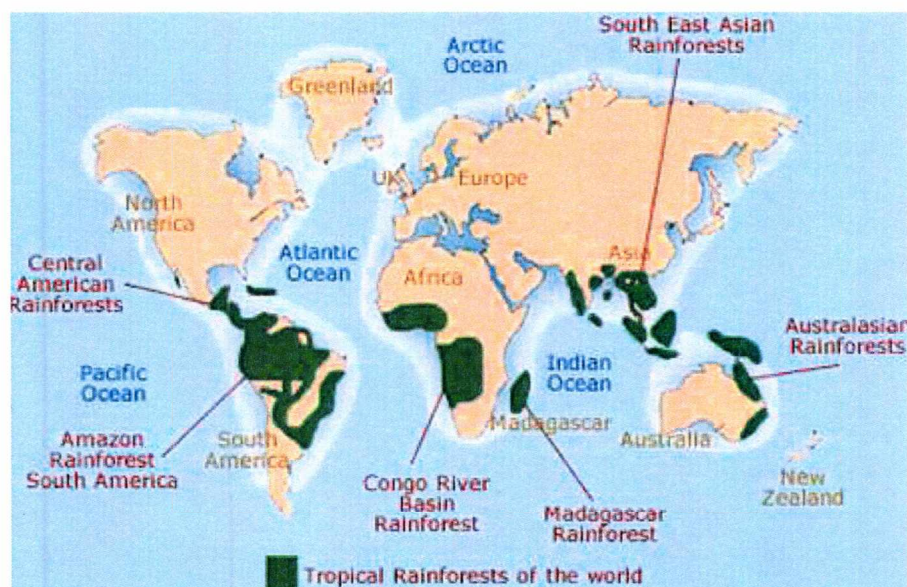 South East Asian
Rainforests
Arctic
Ocean
Greenland
UK
Europe
North
America
Atlantic
Ocean
Asia
Central
American
Rainforests
Africa
Australasian
Rainforests
Pacific
Ocean
Indian
Ocean
Madagascar
Australia
Amazon
Rainforest
South America
South
America
Congo River
Basin
Rainforest
Madagascar
Rainforest
New
Zealand
Tropical Rainforests of the world